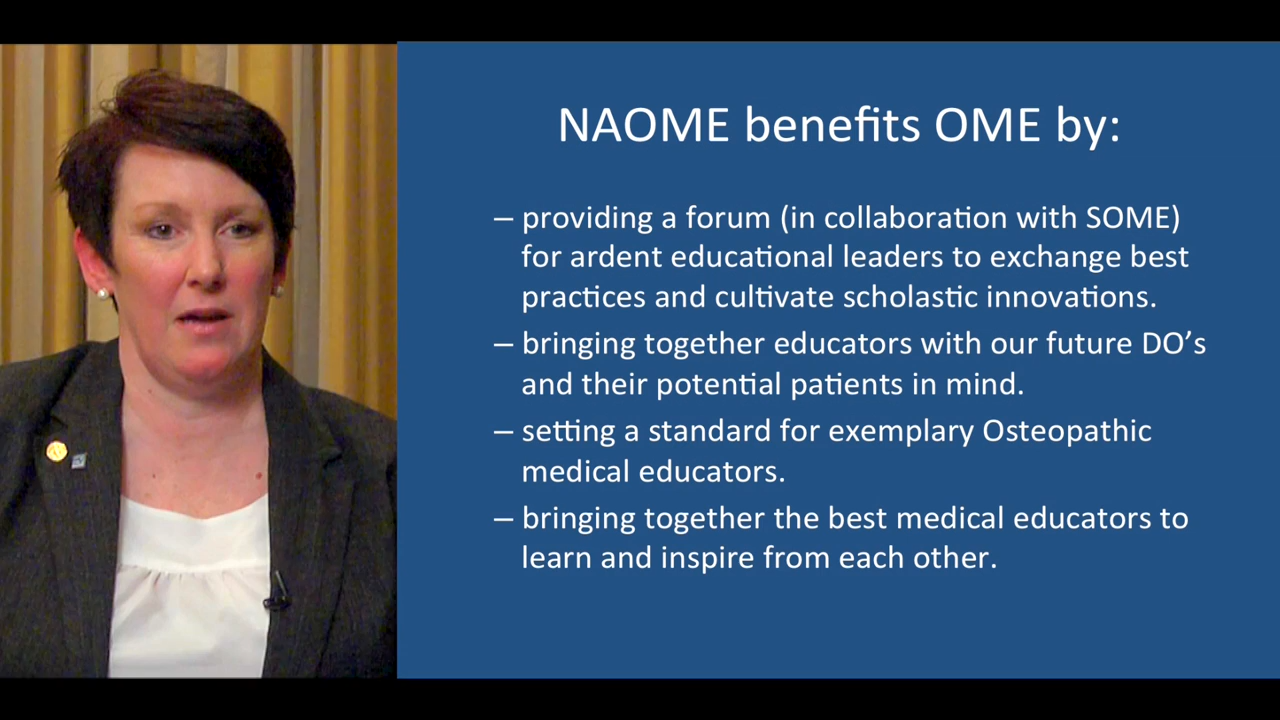 NAOME benefits OME by:
– providing a forum (in collaboration with SOME)
for ardent educational leaders to exchange best
practices and cultivate scholastic innovations.
– bringing together educators with our future DO’s
and their potential patients in mind.
– setting a standard for exemplary Osteopathic
medical educators.
– bringing together the best medical educators to
learn and inspire from each other.